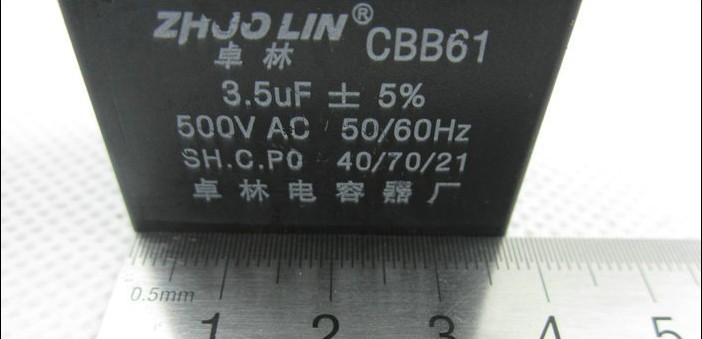 ZHUO LIN® CBB61
卓林
3.5uF ± 5%
500V AC 50/60Hz
SH.C.P0 40/70/21
卓林电容器厂
0.5mm
1 2 3 4 5